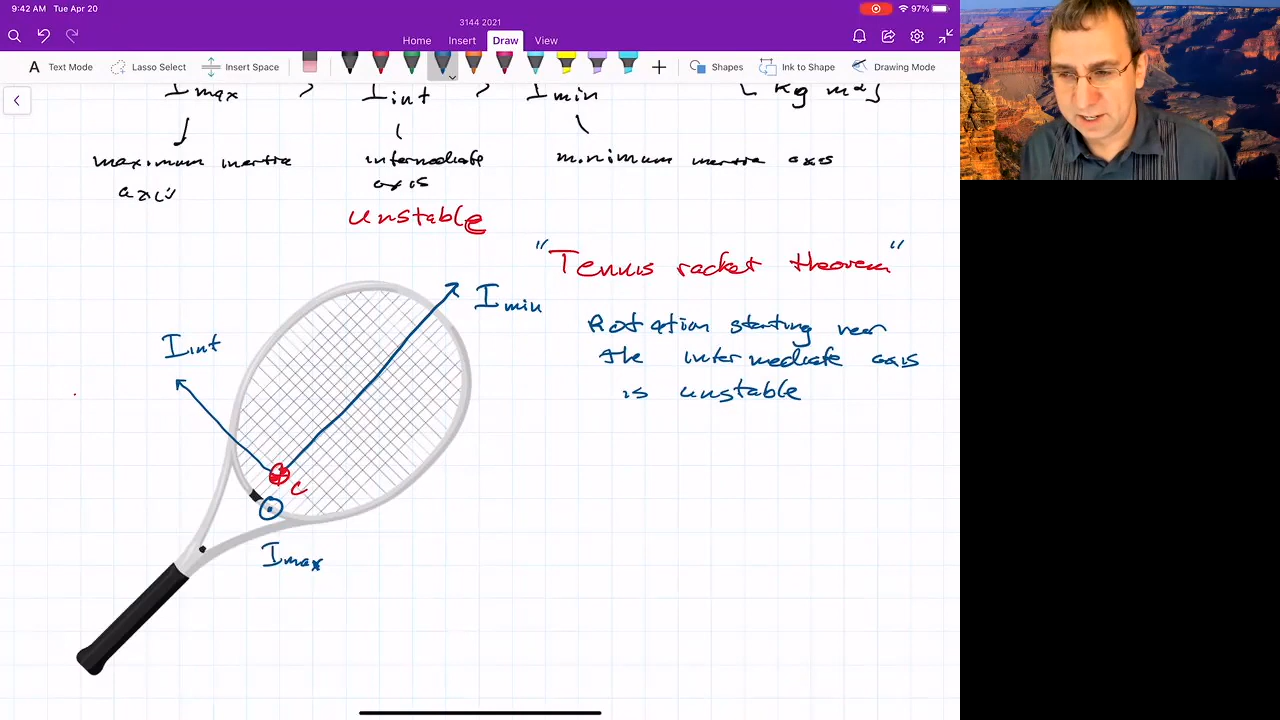 9:42 AM Tue Apr 20
97%
3144 2021
Home Insert Draw View
A Text Mode Lasso Select Insert Space Shapes Ink to Shape Drawing Mode
Imax > Iint > Imin
maximum inertia axis
intermediate axis
minimum inertia axis
unstable
"Tennis racket theorem"
Imin
Rotation starting near
the intermediate axis
is unstable
Iint
C
Imax